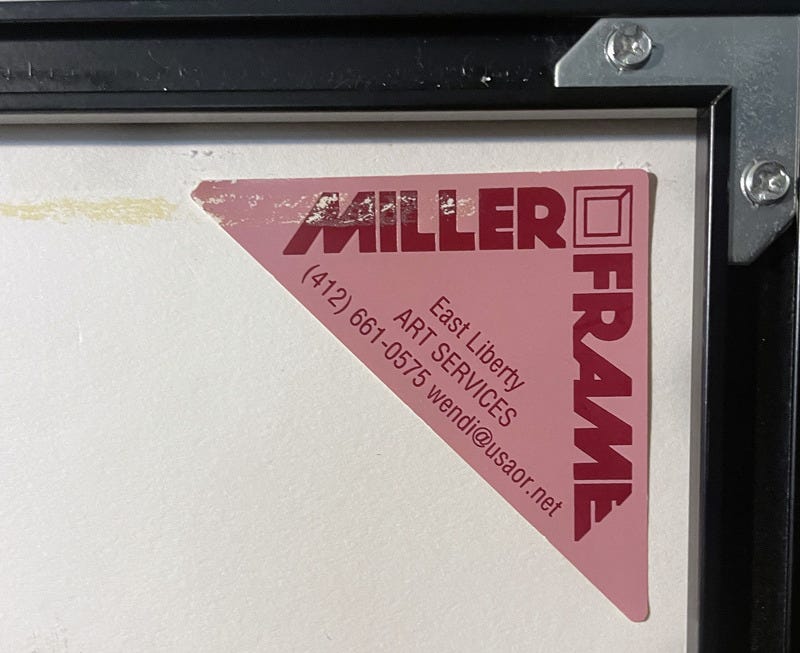 MILLER
FRAME
East Liberty
ART SERVICES
(412) 661-0575 wendi@usaor.net